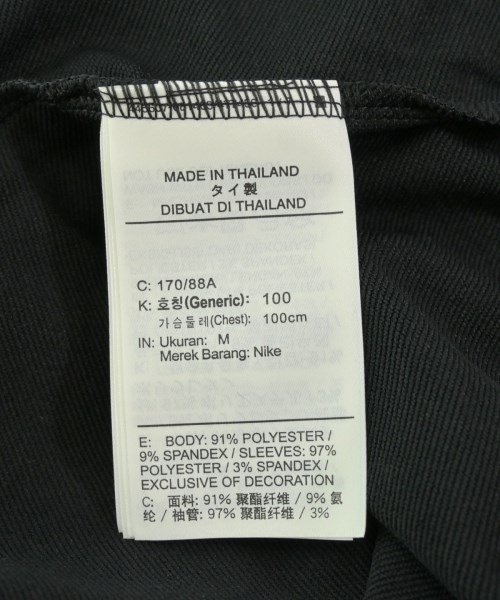 MADE IN THAILAND
タイ製
DIBUAT DI THAILAND
C: 170/88A
K: 호칭(Generic): 100
가슴둘레(Chest): 100cm
IN: Ukuran: M
Merek Barang: Nike
E: BODY: 91% POLYESTER /
9% SPANDEX / SLEEVES: 97%
POLYESTER / 3% SPANDEX /
EXCLUSIVE OF DECORATION
C: 面料: 91% 聚酯纤维 / 9% 氨
纶 / 袖管: 97% 聚酯纤维 / 3%